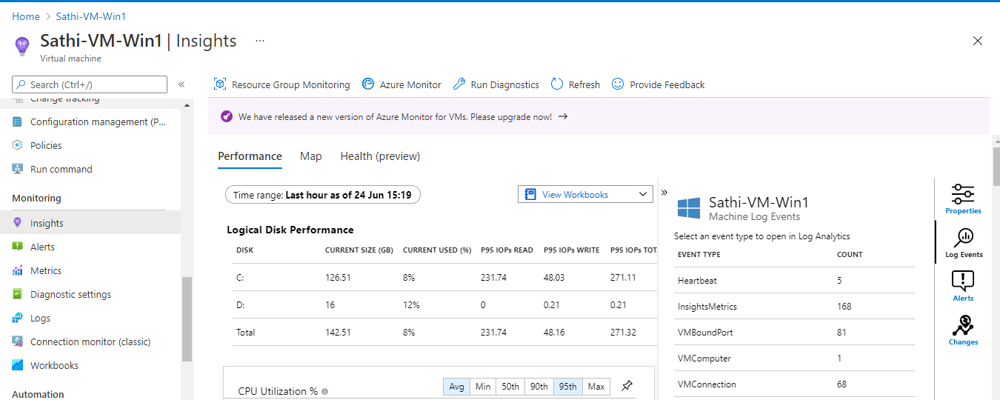 Home > Sathi-VM-Win1
Sathi-VM-Win1 | Insights ...
Virtual machine
Search (Ctrl+/) «
Change tracking
Configuration management (P...
Policies
Run command
Monitoring
Insights
Alerts
Metrics
Diagnostic settings
Logs
Connection monitor (classic)
Workbooks
Automation
Resource Group Monitoring Azure Monitor Run Diagnostics Refresh Provide Feedback
We have released a new version of Azure Monitor for VMs. Please upgrade now! →
Performance Map Health (preview)
Time range: Last hour as of 24 Jun 15:19 View Workbooks
Logical Disk Performance
DISK CURRENT SIZE (GB) CURRENT USED (%) P95 IOPs READ P95 IOPs WRITE P95 IOPs TOT
C: 126.51 8% 231.74 48.03 271.11
D: 16 12% 0 0.21 0.21
Total 142.51 8% 231.74 48.16 271.32
CPU Utilization % Avg Min 50th 90th 95th Max
»
Sathi-VM-Win1
Machine Log Events
Select an event type to open in Log Analytics
EVENT TYPE COUNT
Heartbeat 5
InsightsMetrics 168
VMBoundPort 81
VMComputer 1
VMConnection 68
Properties
Log Events
Alerts
Changes